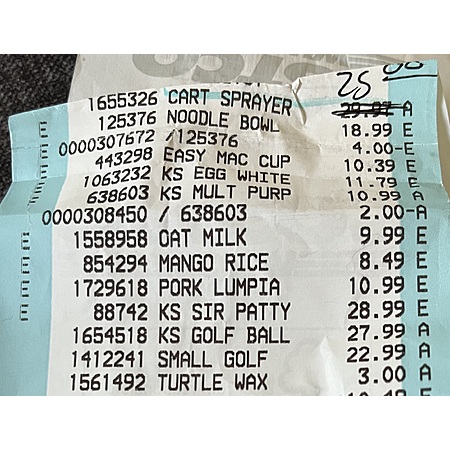 25 00
1655326 CART SPRAYER 29.97 A
E 125376 NOODLE BOWL 18.99 E
E 0000307672 /125376 4.00-E
E 443298 EASY MAC CUP 10.39 E
E 1063232 KS EGG WHITE 11.79 E
638603 KS MULT PURP 10.99 A
0000308450 / 638603 2.00-A
E 1558958 OAT MILK 9.99 E
E 854294 MANGO RICE 8.49 E
E 1729618 PORK LUMPIA 10.99 E
E 88742 KS SIR PATTY 28.99 E
1654518 KS GOLF BALL 27.99 A
1412241 SMALL GOLF 22.99 A
1561492 TURTLE WAX 3.00 A